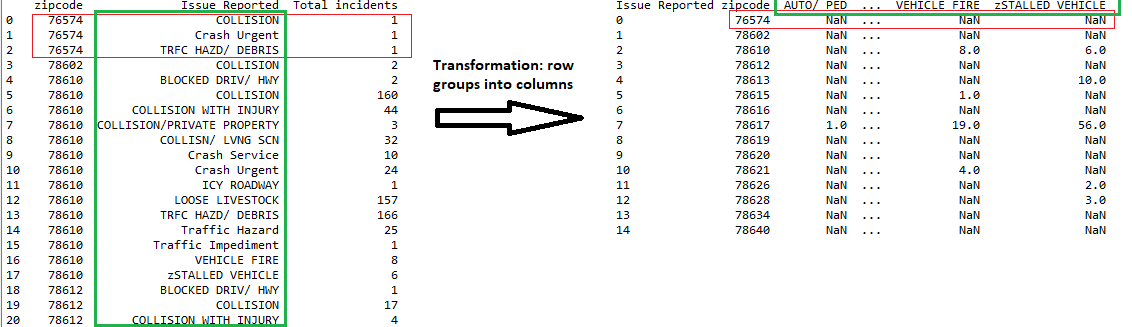 zipcode Issue Reported Total incidents
0 76574 COLLISION 1
1 76574 Crash Urgent 1
2 76574 TRFC HAZD/ DEBRIS 1
3 78602 COLLISION 2
4 78610 BLOCKED DRIV/ HWY 2
5 78610 COLLISION 160
6 78610 COLLISION WITH INJURY 44
7 78610 COLLISION/PRIVATE PROPERTY 3
8 78610 COLLISN/ LVNG SCN 32
9 78610 Crash Service 10
10 78610 Crash Urgent 24
11 78610 ICY ROADWAY 1
12 78610 LOOSE LIVESTOCK 157
13 78610 TRFC HAZD/ DEBRIS 166
14 78610 Traffic Hazard 25
15 78610 Traffic Impediment 1
16 78610 VEHICLE FIRE 8
17 78610 zSTALLED VEHICLE 6
18 78612 BLOCKED DRIV/ HWY 1
19 78612 COLLISION 17
20 78612 COLLISION WITH INJURY 4
Transformation: row
groups into columns
Issue Reported zipcode AUTO/ PED ... VEHICLE FIRE zSTALLED VEHICLE
0 76574 NaN ... NaN NaN
1 78602 NaN ... NaN NaN
2 78610 NaN ... 8.0 6.0
3 78612 NaN ... NaN NaN
4 78613 NaN ... NaN 10.0
5 78615 NaN ... 1.0 NaN
6 78616 NaN ... NaN NaN
7 78617 1.0 ... 19.0 56.0
8 78619 NaN ... NaN NaN
9 78620 NaN ... NaN NaN
10 78621 NaN ... 4.0 NaN
11 78626 NaN ... NaN 2.0
12 78628 NaN ... NaN 3.0
13 78634 NaN ... NaN NaN
14 78640 NaN ... NaN NaN